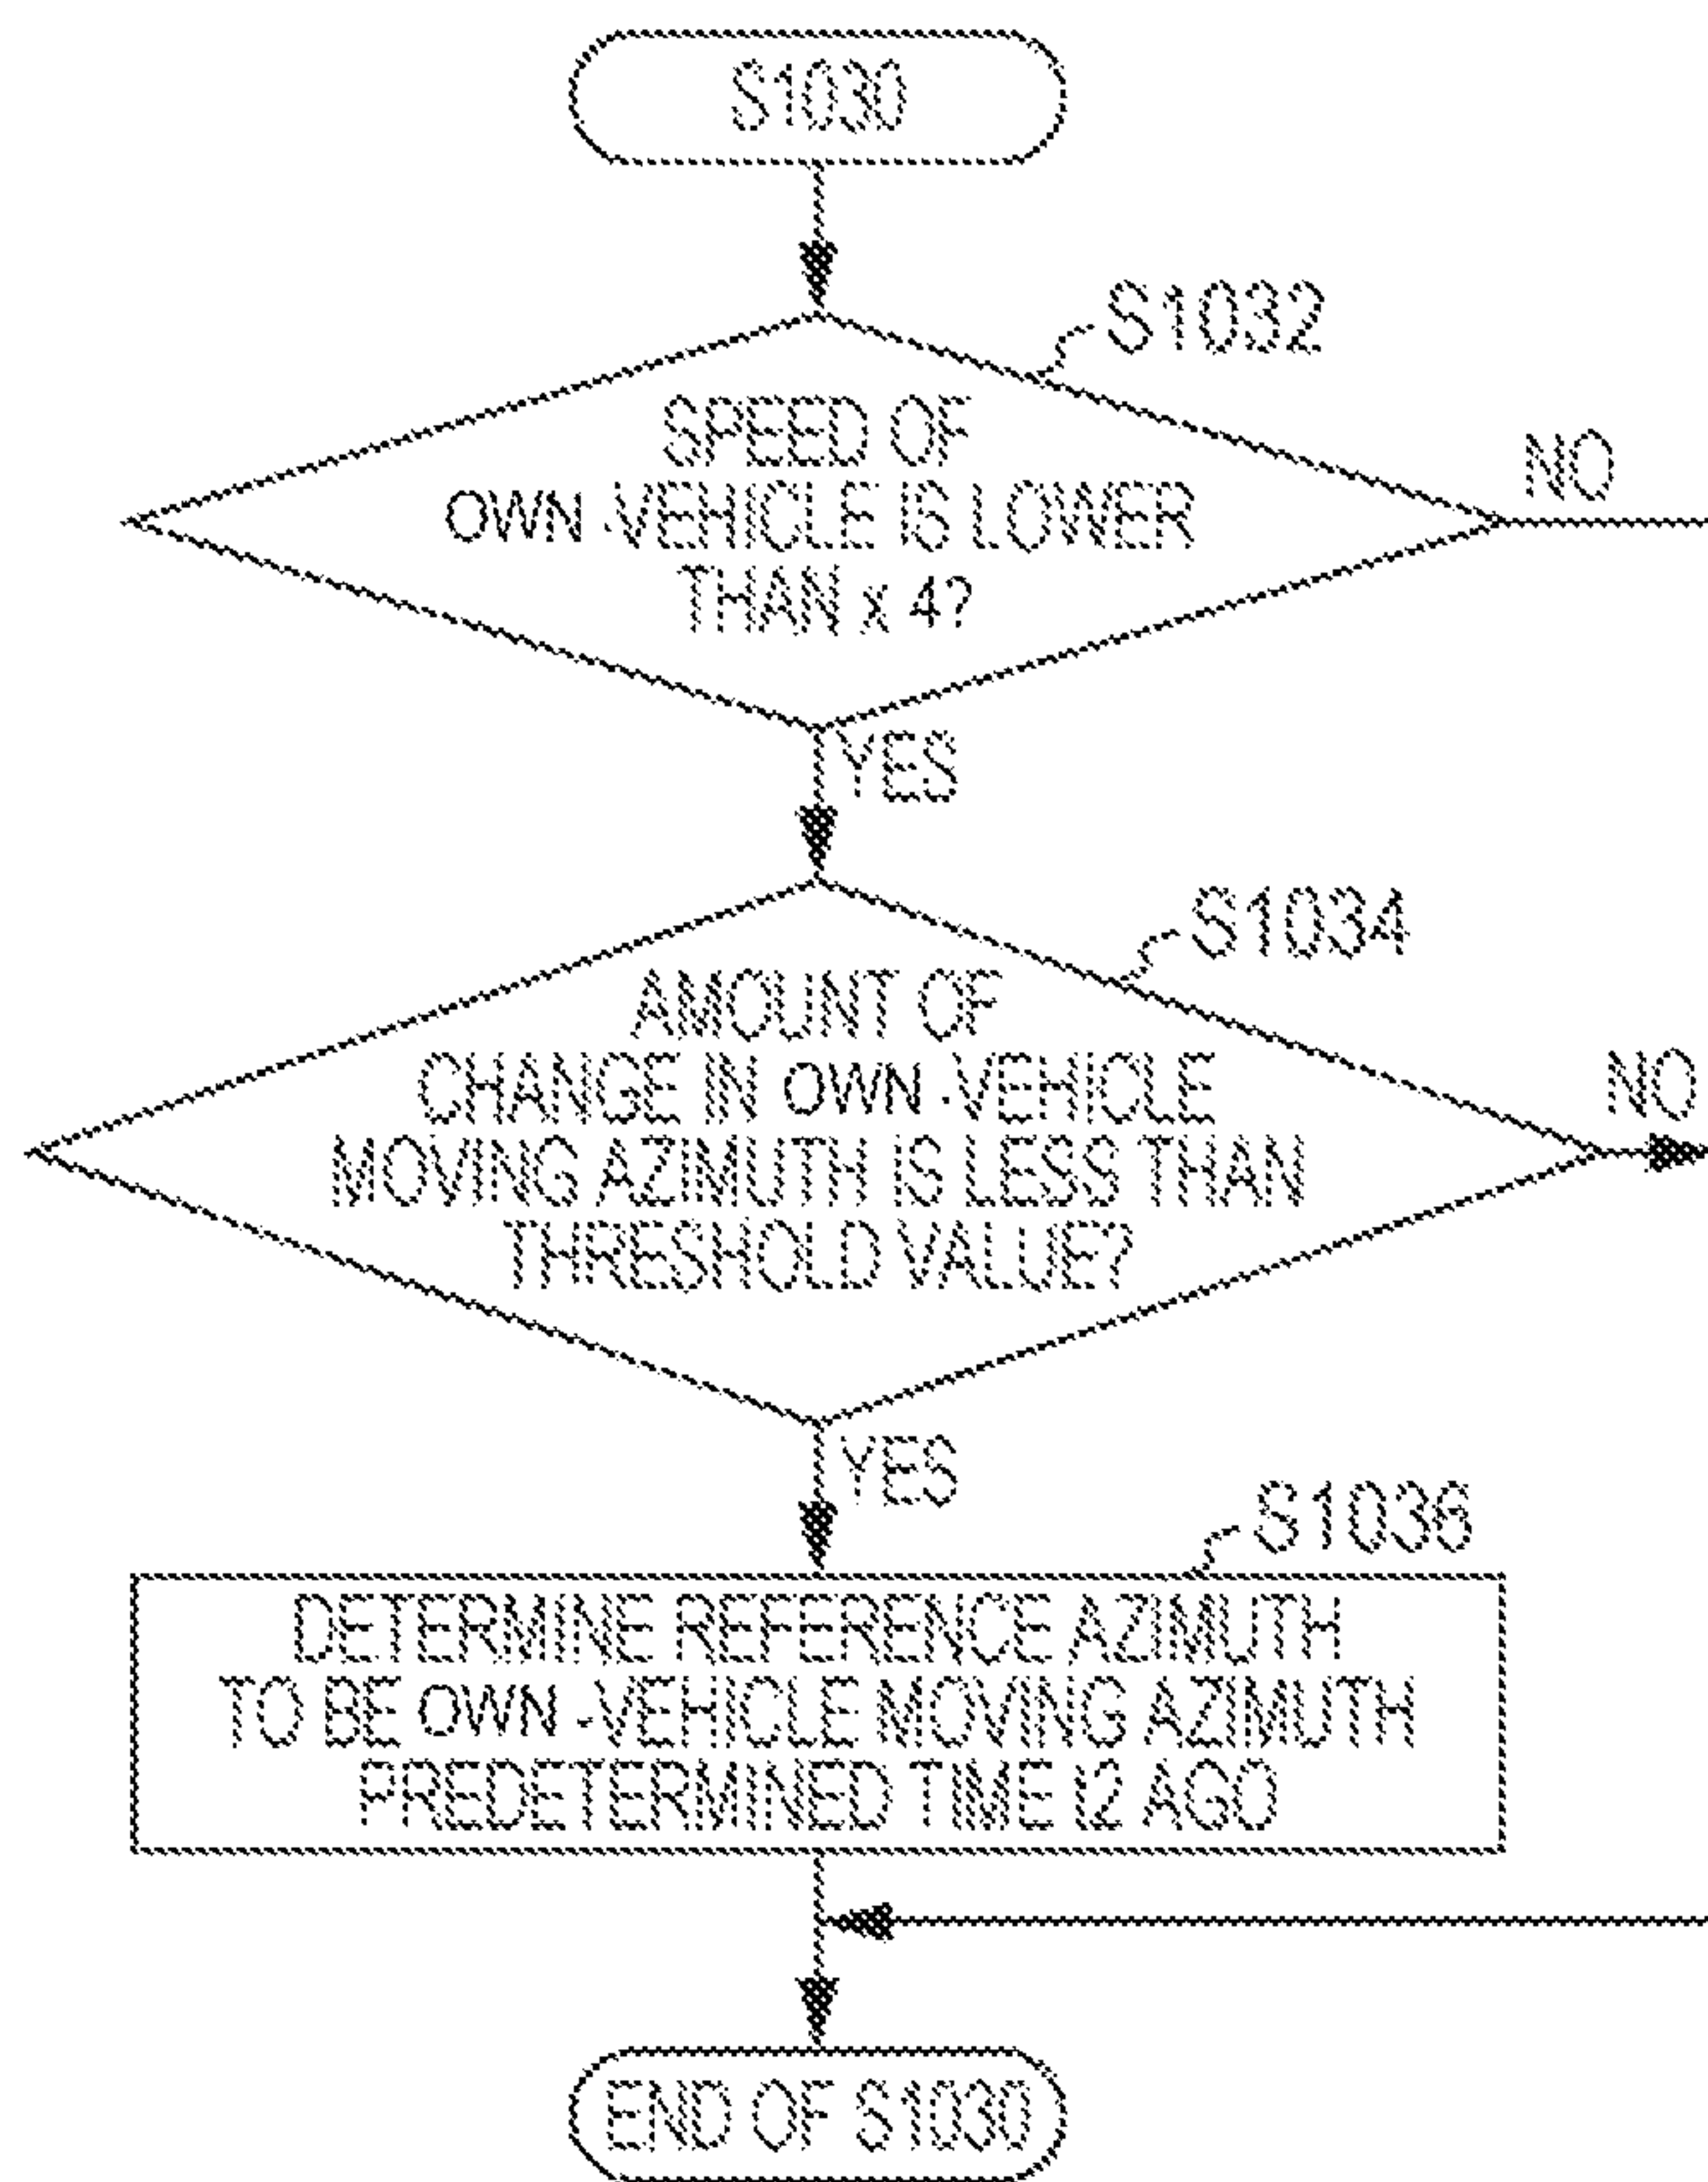 S1030
S1032
SPEED OF
OWN -VEHICLE IS LOWER
THAN x 4?
NO
YES
S1034
AMOUNT OF
CHANGE IN OWN -VEHICLE
MOVING AZIMUTH IS LESS THAN
THRESHOLD VALUE?
NO
YES
S1036
DETERMINE REFERENCE AZIMUTH
TO BE OWN -VEHICLE MOVING AZIMUTH
PREDETERMINED TIME t2 AGO
END OF S1030